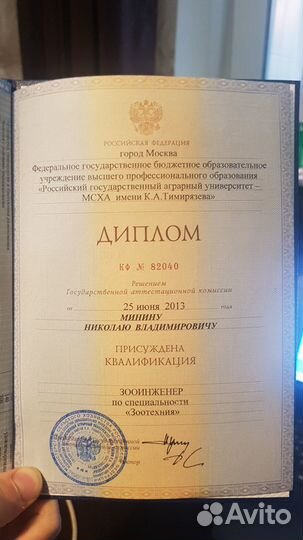 РОССИЙСКАЯ ФЕДЕРАЦИЯ
город Москва
Федеральное государственное бюджетное образовательное
учреждение высшего профессионального образования
«Российский государственный аграрный университет –
МСХА имени К.А.Тимирязева»
ДИПЛОМ
КФ № 82040
Решением
Государственной аттестационной комиссии
от 25 июня 2013 года
МИНИНУ
НИКОЛАЮ ВЛАДИМИРОВИЧУ
ПРИСУЖДЕНА
КВАЛИФИКАЦИЯ
ЗООИНЖЕНЕР
по специальности
«Зоотехния»
Avito